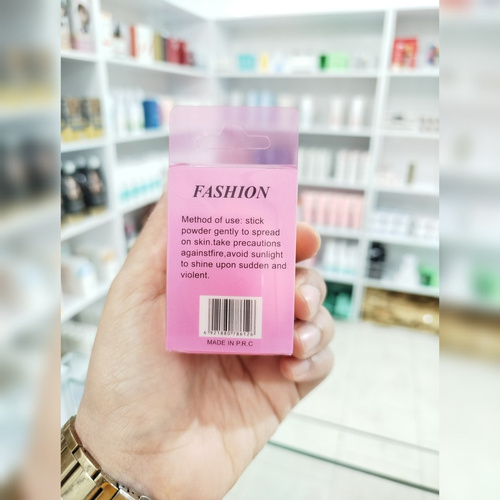 FASHION
Method of use: stick
powder gently to spread
on skin.take precautions
againstfire,avoid sunlight
to shine upon sudden and
violent.
MADE IN P.R.C